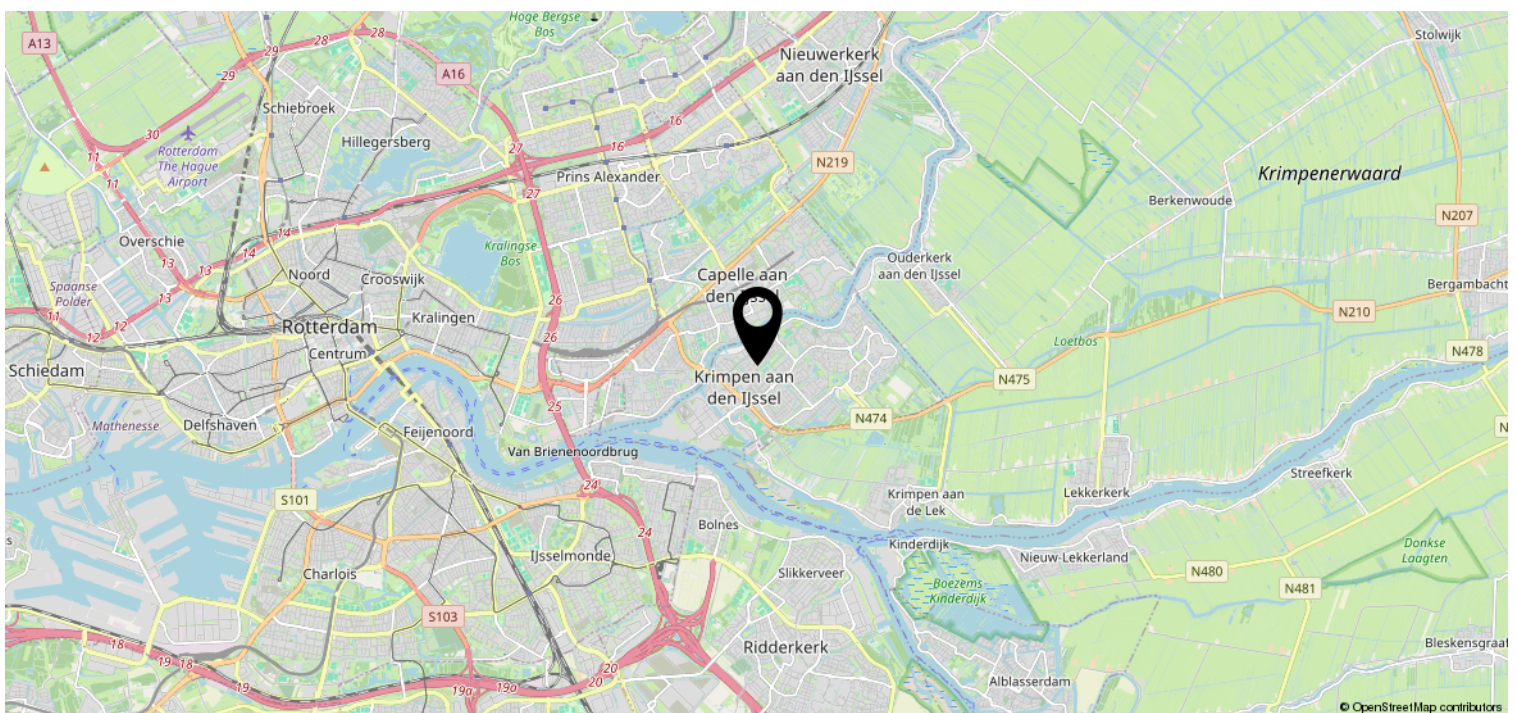 Hoge Bergse
Bos
A13
29
28
28
Stolwijk
Nieuwerkerk
aan den IJssel
A16
29
Schiebroek
30
16
Hillegersberg
16
27
11
Rotterdam
The Hague
Airport
N219
Prins Alexander
Krimpenerwaard
11
27
Berkenwoude
N207
14
Overschie
14
Kralingse
Bos
13
13
Ouderkerk
aan den IJssel
Noord
Crooswijk
Capelle aan
den IJssel
Spaanse
Polder
13
26
Bergambacht
11
Kralingen
N210
12
12
Rotterdam
26
Loetbos
Centrum
N478
Schiedam
Krimpen aan
den IJssel
N475
25
Mathenesse
Delfshaven
N474
N
Feijenoord
Van Brienenoordbrug
Streefkerk
24
S101
Krimpen aan
de Lek
Lekkerkerk
Bolnes
24
Kinderdijk
Donkse
Laagten
IJsselmonde
Nieuw-Lekkerland
s
Charlois
Slikkerveer
N480
Boezems
Kinderdijk
N481
S103
18
Ridderkerk
Bleskensgraaf
19
18
20
19
19a
19a
20
Alblasserdam
© OpenStreetMap contributors